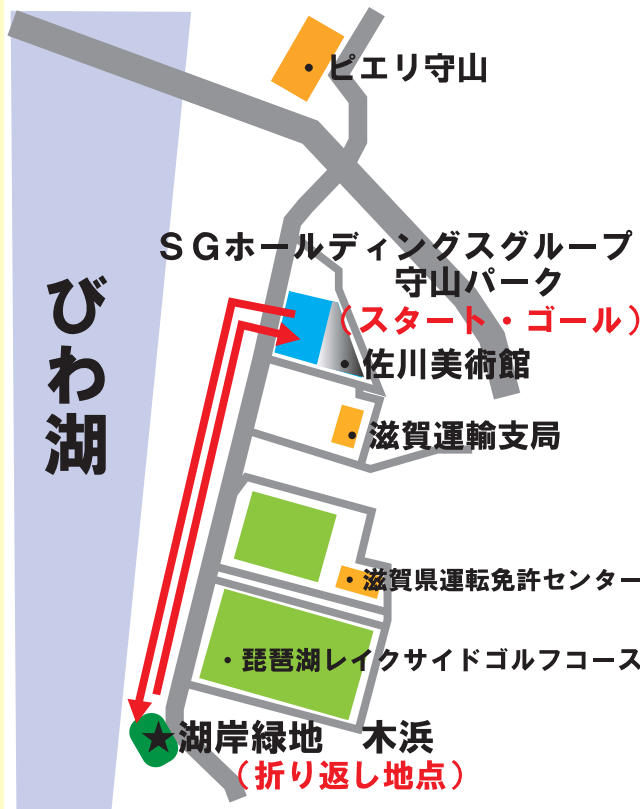 ピエリ守山
SGホールディングスグループ
守山パーク
(スタート・ゴール)
びわ湖
・佐川美術館
・滋賀運輸支局
・滋賀県運転免許センター
・琵琶湖レイクサイドゴルフコース
★湖岸緑地 木浜
(折り返し地点)